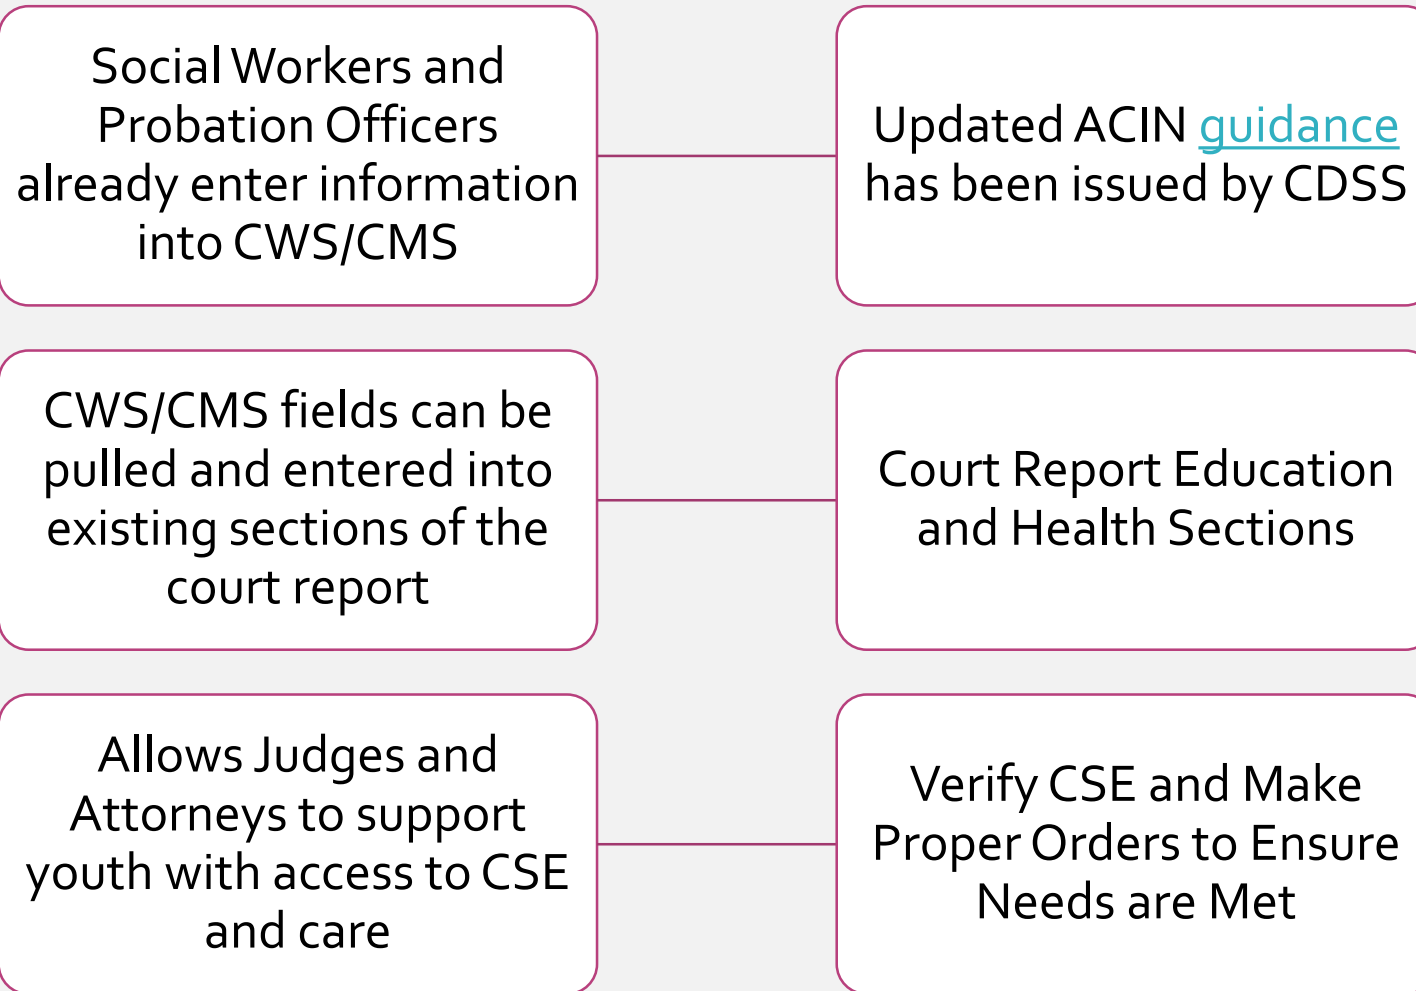 Social Workers and
Probation Officers
already enter information
into CWS/CMS
Updated ACIN guidance
has been issued by CDSS
CWS/CMS fields can be
pulled and entered into
existing sections of the
court report
Court Report Education
and Health Sections
Allows Judges and
Attorneys to support
youth with access to CSE
and care
Verify CSE and Make
Proper Orders to Ensure
Needs are Met